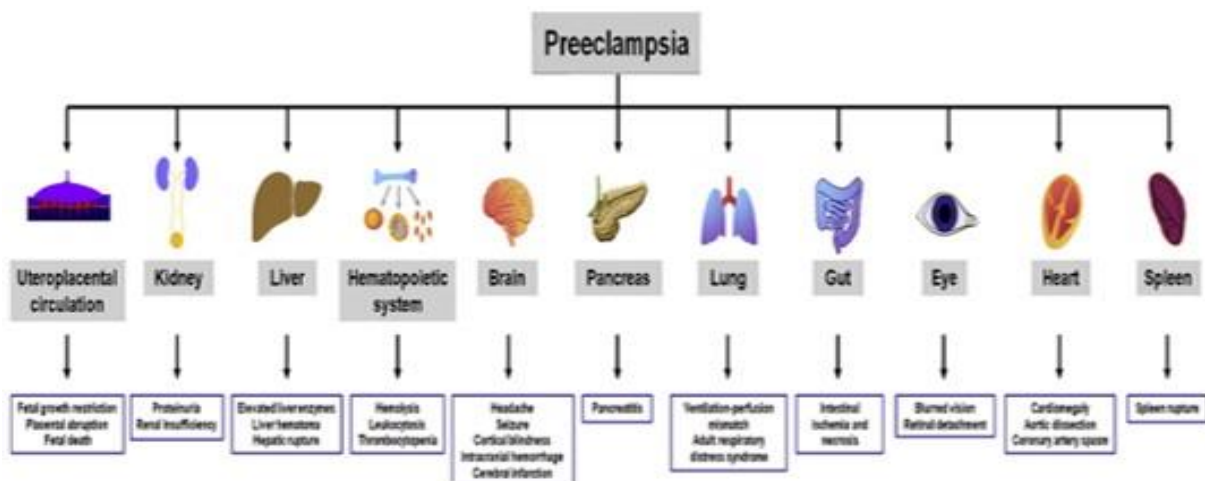 Preeclampsia
Uteroplacental
circulation
Kidney
Liver
Hematopoietic
system
Brain
Pancreas
Lung
Gut
Eye
Heart
Spleen
Fetal growth restriction
Placental abruption
Fetal death
Proteinuria
Renal insufficiency
Elevated liver enzymes
Liver hematoma
Hepatic rupture
Hemolysis
Leukocytosis
Thrombocytopenia
Headache
Seizure
Cortical blindness
Intracranial hemorrhage
Cerebral infarction
Pancreatitis
Ventilation-perfusion
mismatch
Adult respiratory
distress syndrome
Intestinal
ischemia and
necrosis
Blurred vision
Retinal detachment
Cardiomegaly
Aortic dissection
Coronary artery spasm
Spleen rupture